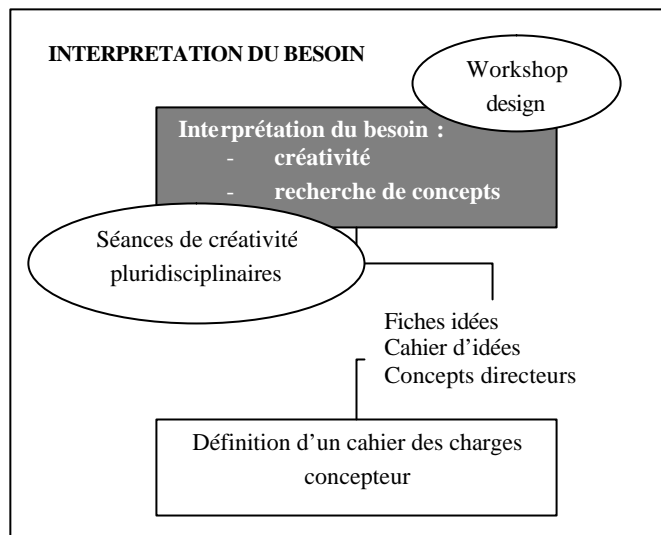 INTERPRETATION DU BESOIN
Workshop
design
Interprétation du besoin :
- créativité
- recherche de concepts
Séances de créativité
pluridisciplinaires
Fiches idées
Cahier d’idées
Concepts directeurs
Définition d’un cahier des charges
concepteur